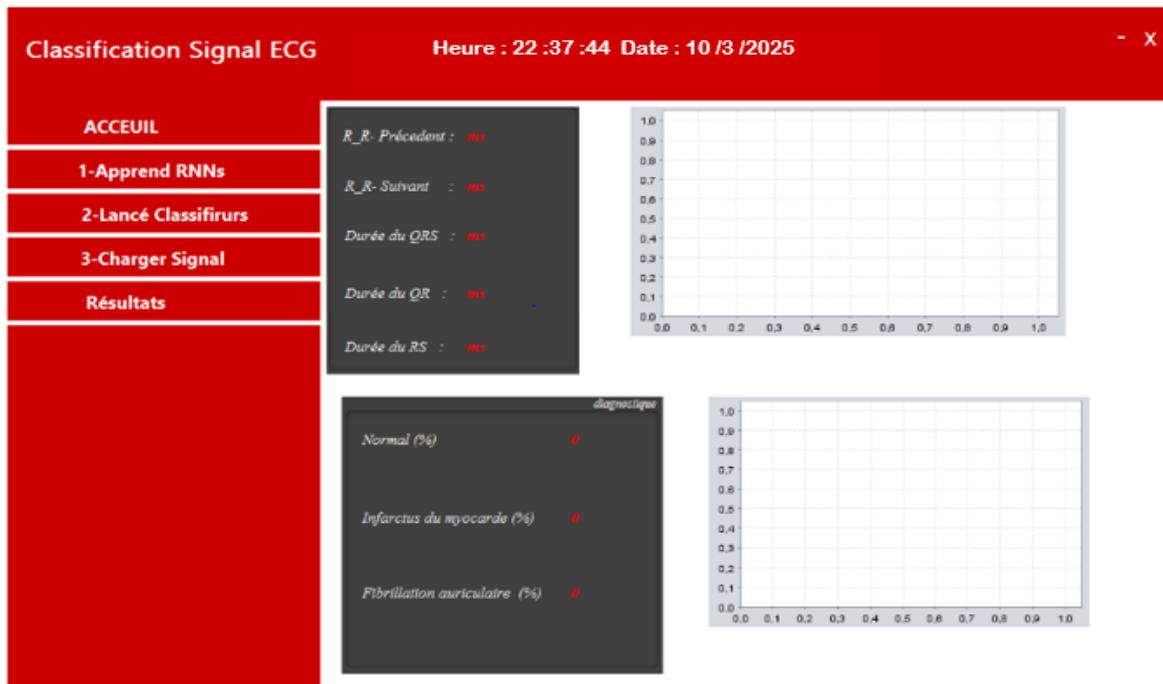 Classification Signal ECG
Heure : 22 :37:44 Date : 10 /3 /2025
- X
ACCEUIL
1-Apprend RNNs
2-Lancé Classifirurs
3-Charger Signal
Résultats
R_R- Précedent : ms
R_R- Suivant : ms
Durée du QRS : ms
Durée du QR : ms
Durée du RS : ms
1,0
0,9
0,8
0,7
0,6
0,5
0,4
0,3
0,2
0,1
0,0
0,0 0,1 0,2 0,3 0,4 0,5 0,6 0,7 0,8 0,9 1,0
diagnostique
Normal (%) 0
Infarctus du myocarde (%) 0
Fibrillation auriculaire (%) 0
1,0
0,9
0,8
0,7
0,6
0,5
0,4
0,3
0,2
0,1
0,0
0,0 0,1 0,2 0,3 0,4 0,5 0,6 0,7 0,8 0,9 1,0